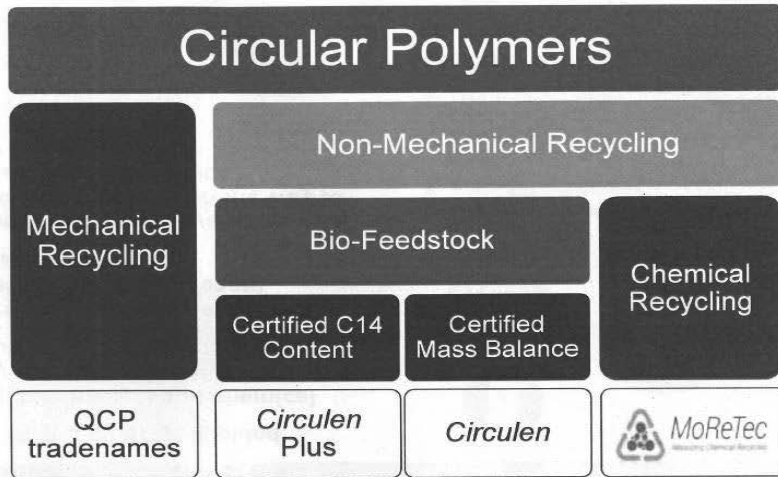 Circular Polymers
Mechanical
Recycling
Non-Mechanical Recycling
Bio-Feedstock
Certified C14
Content
Certified
Mass Balance
Chemical
Recycling
QCP
tradenames
Circulen
Plus
Circulen
MoReTec